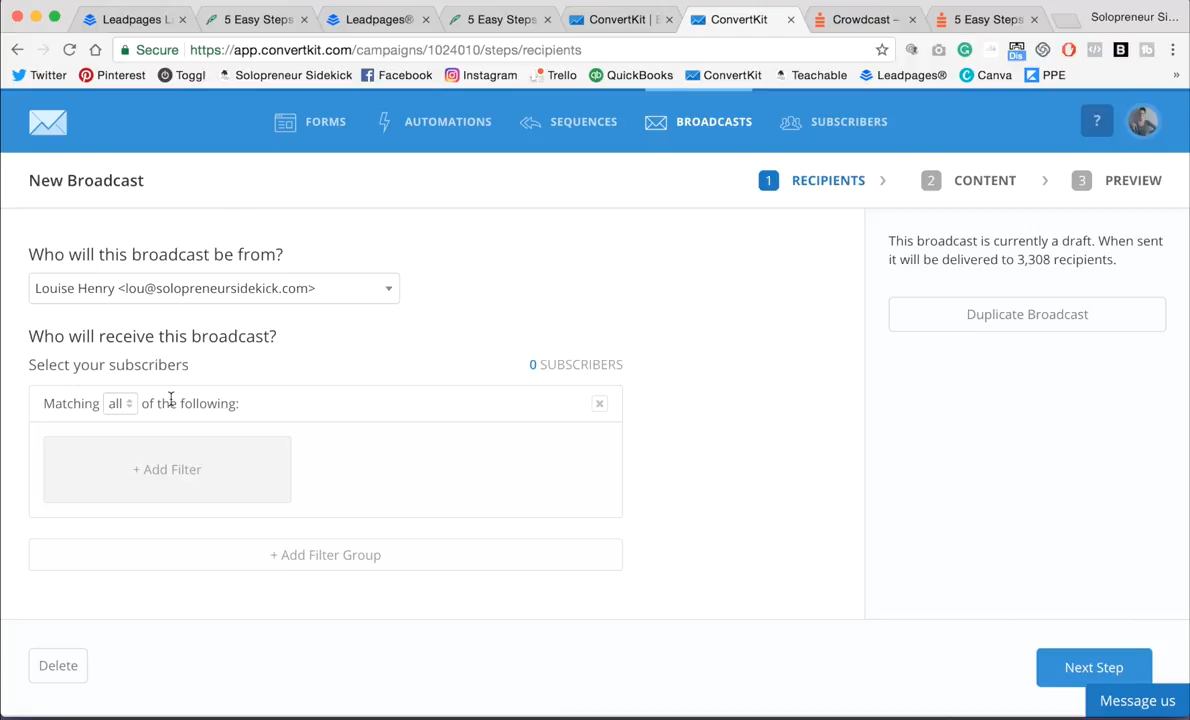 Leadpages L
5 Easy Steps
Leadpages®
5 Easy Steps
ConvertKit | E
ConvertKit
Crowdcast –
5 Easy Steps
Solopreneur Si...
Secure https://app.convertkit.com/campaigns/1024010/steps/recipients
Twitter Pinterest Toggl Solopreneur Sidekick Facebook Instagram Trello QuickBooks ConvertKit Teachable Leadpages® Canva PPE »
FORMS AUTOMATIONS SEQUENCES BROADCASTS SUBSCRIBERS ?
New Broadcast
1 RECIPIENTS 2 CONTENT 3 PREVIEW
Who will this broadcast be from?
Louise Henry <lou@solopreneursidekick.com>
Who will receive this broadcast?
Select your subscribers 0 SUBSCRIBERS
Matching all of the following:
+ Add Filter
+ Add Filter Group
This broadcast is currently a draft. When sent
it will be delivered to 3,308 recipients.
Duplicate Broadcast
Delete
Next Step
Message us